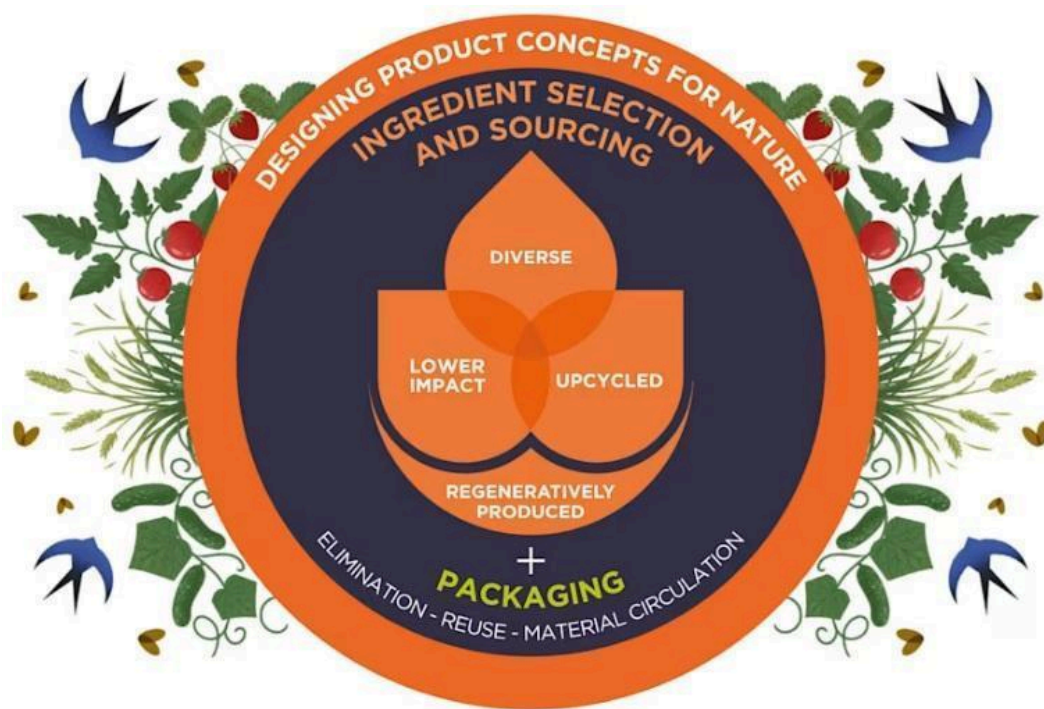 DESIGNING PRODUCT CONCEPTS FOR NATURE
INGREDIENT SELECTION
AND SOURCING
DIVERSE
LOWER
IMPACT
UPCYCLED
REGENERATIVELY
PRODUCED
+
PACKAGING
ELIMINATION - REUSE - MATERIAL CIRCULATION